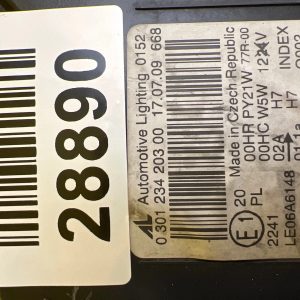 28890
AL Automotive Lighting 0152
0 301 234 203 00 17.07.09 668
Made in Czech Republic
00HR PY21W 77R-00
00HC W5W 12V
02A H7
H7
INDEX
E1
20
PL
2241
LE06A6148